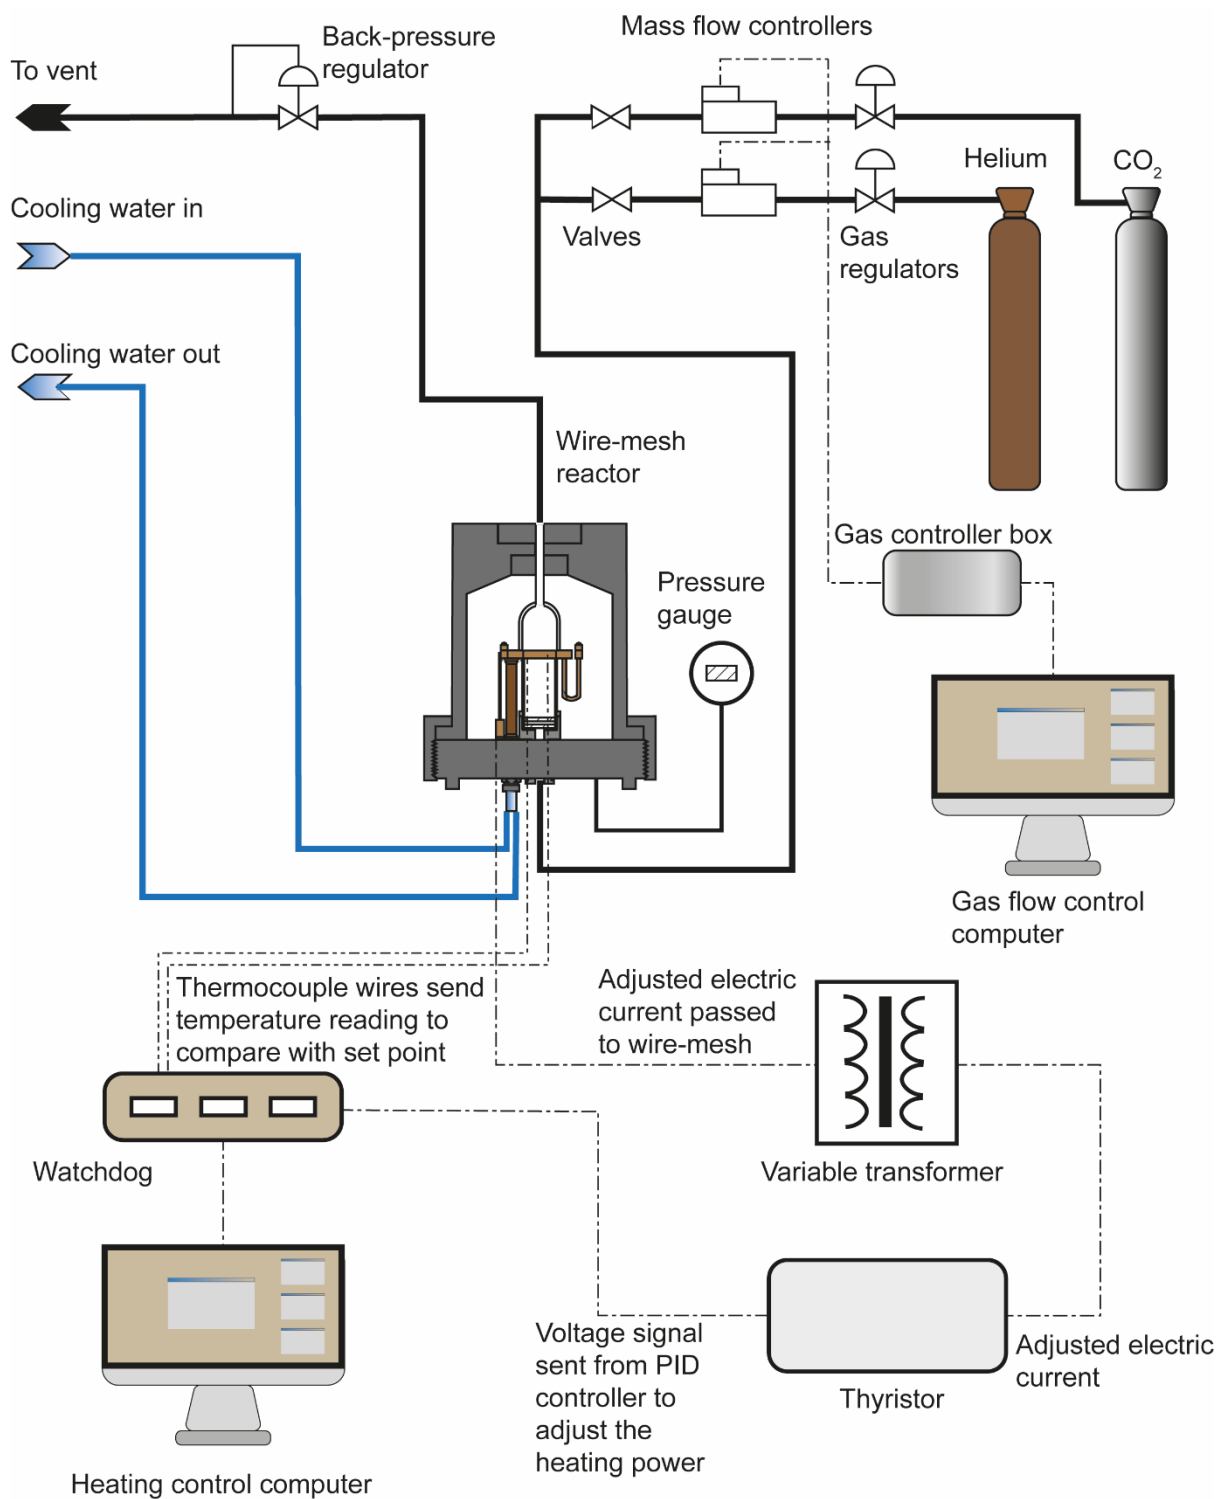 Mass flow controllers
Back-pressure
regulator
To vent
Helium
CO₂
Cooling water in
Valves
Gas
regulators
Cooling water out
Wire-mesh
reactor
Gas controller box
Pressure
gauge
Gas flow control
computer
Thermocouple wires send
temperature reading to
compare with set point
Adjusted electric
current passed
to wire-mesh
Watchdog
Variable transformer
Voltage signal
sent from PID
controller to
adjust the
heating power
Adjusted electric
current
Thyristor
Heating control computer